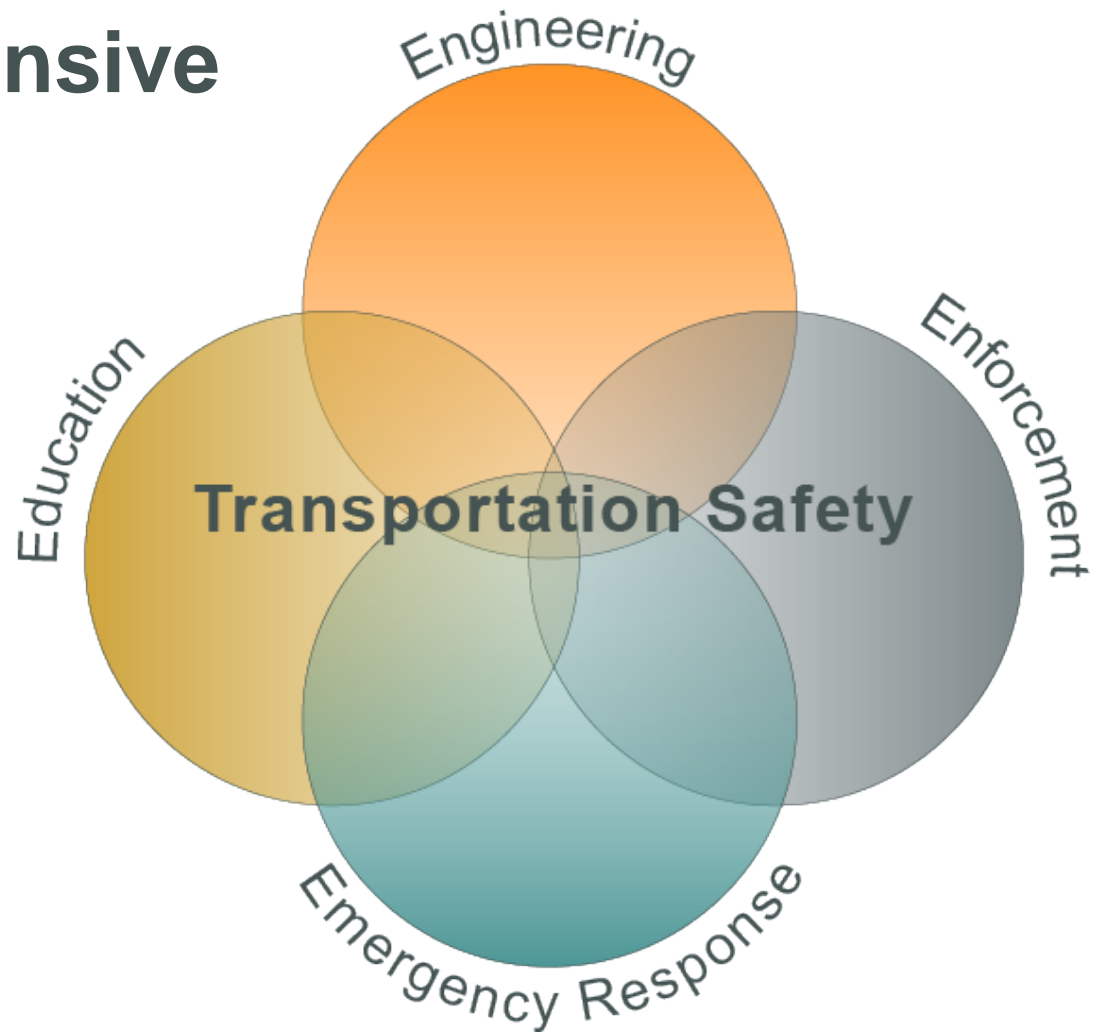 nsive
Engineering
Education
Enforcement
Transportation Safety
Emergency Response